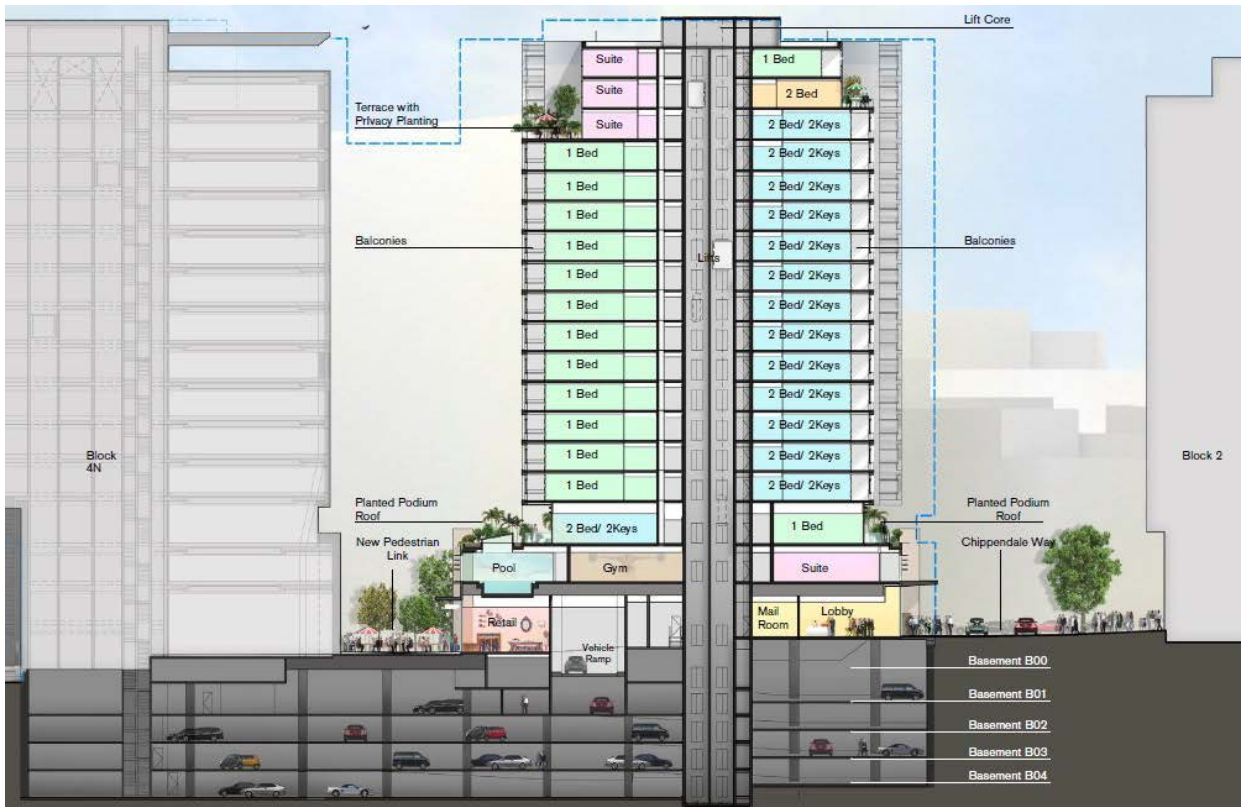 Lift Core
Suite
1 Bed
Suite
2 Bed
Terrace with
Privacy Planting
Suite
2 Bed/ 2Keys
1 Bed
2 Bed/ 2Keys
1 Bed
2 Bed/ 2Keys
1 Bed
2 Bed/ 2Keys
Balconies
1 Bed
2 Bed/ 2Keys
Balconies
Lifts
1 Bed
2 Bed/ 2Keys
1 Bed
2 Bed/ 2Keys
1 Bed
2 Bed/ 2Keys
1 Bed
2 Bed/ 2Keys
1 Bed
2 Bed/ 2Keys
1 Bed
2 Bed/ 2Keys
Block
4N
1 Bed
2 Bed/ 2Keys
Block 2
1 Bed
2 Bed/ 2Keys
Planted Podium
Roof
2 Bed/ 2Keys
1 Bed
Planted Podium
Roof
New Pedestrian
Link
Chippendale Way
Pool
Gym
Suite
Retail
Mail
Room
Lobby
Vehicle
Ramp
Basement B00
Basement B01
Basement B02
Basement B03
Basement B04